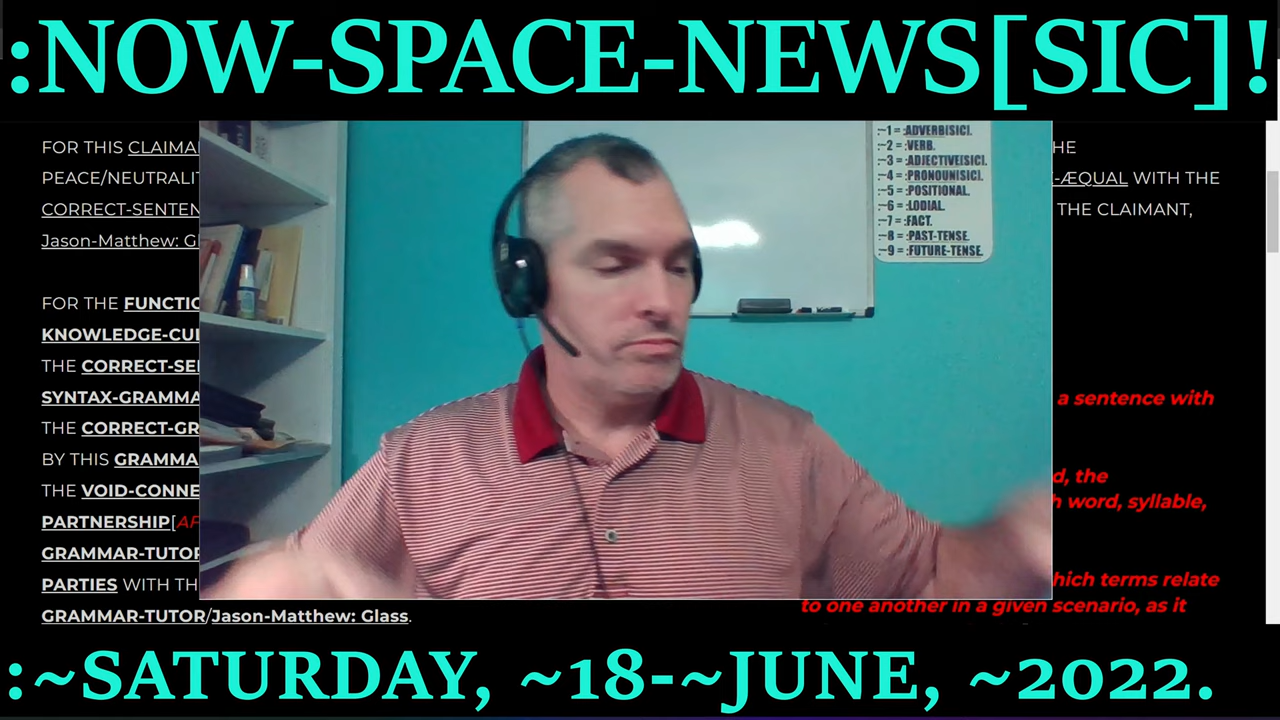 :NOW-SPACE-NEWS[SIC]!
FOR THIS CLAIMA
PEACE/NEUTRALIT
CORRECT-SENTEN
Jason-Matthew: G
FOR THE FUNCTIO
KNOWLEDGE-CU
THE CORRECT-SE
SYNTAX-GRAMMA
THE CORRECT-GR
BY THIS GRAMMA
THE VOID-CONNE
PARTNERSHIP[AF
GRAMMAR-TUTOR
PARTIES WITH TH
GRAMMAR-TUTOR/Jason-Matthew: Glass.
:~1 = :ADVERB[SIC].
:~2 = :VERB.
:~3 = :ADJECTIVE[SIC].
:~4 = :PRONOUN[SIC].
:~5 = :POSITIONAL.
:~6 = :LODIAL.
:~7 = :FACT.
:~8 = :PAST-TENSE.
:~9 = :FUTURE-TENSE.
HE
-ÆQUAL WITH THE
THE CLAIMANT,
a sentence with
d, the
h word, syllable,
hich terms relate
to one another in a given scenario, as it
:~SATURDAY, ~18-~JUNE, ~2022.